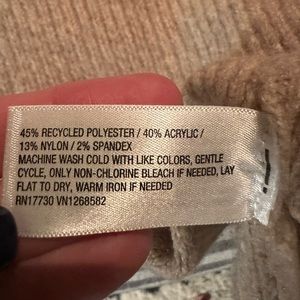 45% RECYCLED POLYESTER / 40% ACRYLIC /
13% NYLON / 2% SPANDEX
MACHINE WASH COLD WITH LIKE COLORS, GENTLE
CYCLE, ONLY NON-CHLORINE BLEACH IF NEEDED, LAY
FLAT TO DRY, WARM IRON IF NEEDED
RN17730 VN1268582